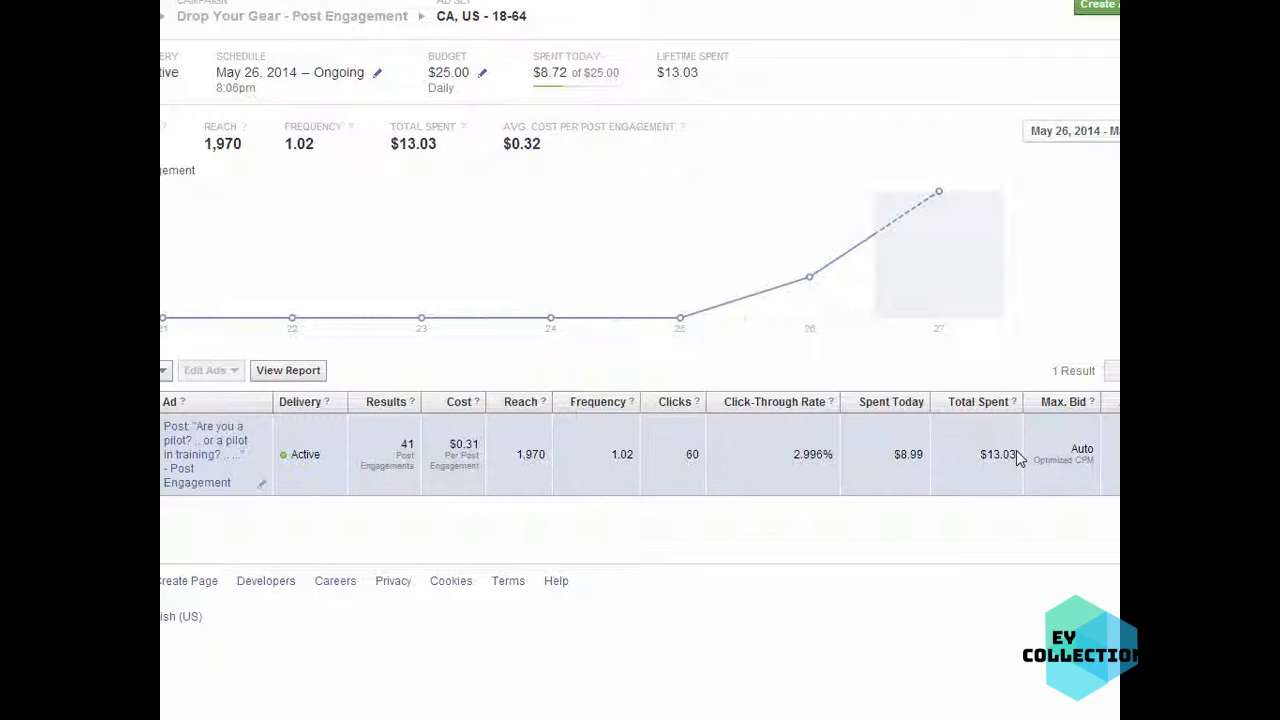 Create
Drop Your Gear - Post Engagement CA, US - 18-64
SCHEDULE BUDGET SPENT TODAY LIFETIME SPENT
May 26, 2014 – Ongoing $25.00 $8.72 of $25.00 $13.03
8:06pm Daily
REACH ? FREQUENCY ? TOTAL SPENT ? AVG. COST PER POST ENGAGEMENT ?
1,970 1.02 $13.03 $0.32
May 26, 2014 - M
ement
21 22 23 24 25 26 27
Edit Ads View Report 1 Result
Ad ? Delivery ? Results ? Cost ? Reach ? Frequency ? Clicks ? Click-Through Rate ? Spent Today Total Spent ? Max. Bid ?
Post: "Are you a
pilot? .. or a pilot
in training? .. ..."
- Post
Engagement
Active
41
Post
Engagements
$0.31
Per Post
Engagement
1,970 1.02 60 2.996% $8.99 $13.03
Auto
Optimized CPM
Create Page Developers Careers Privacy Cookies Terms Help
ish (US)
EY
COLLECTION